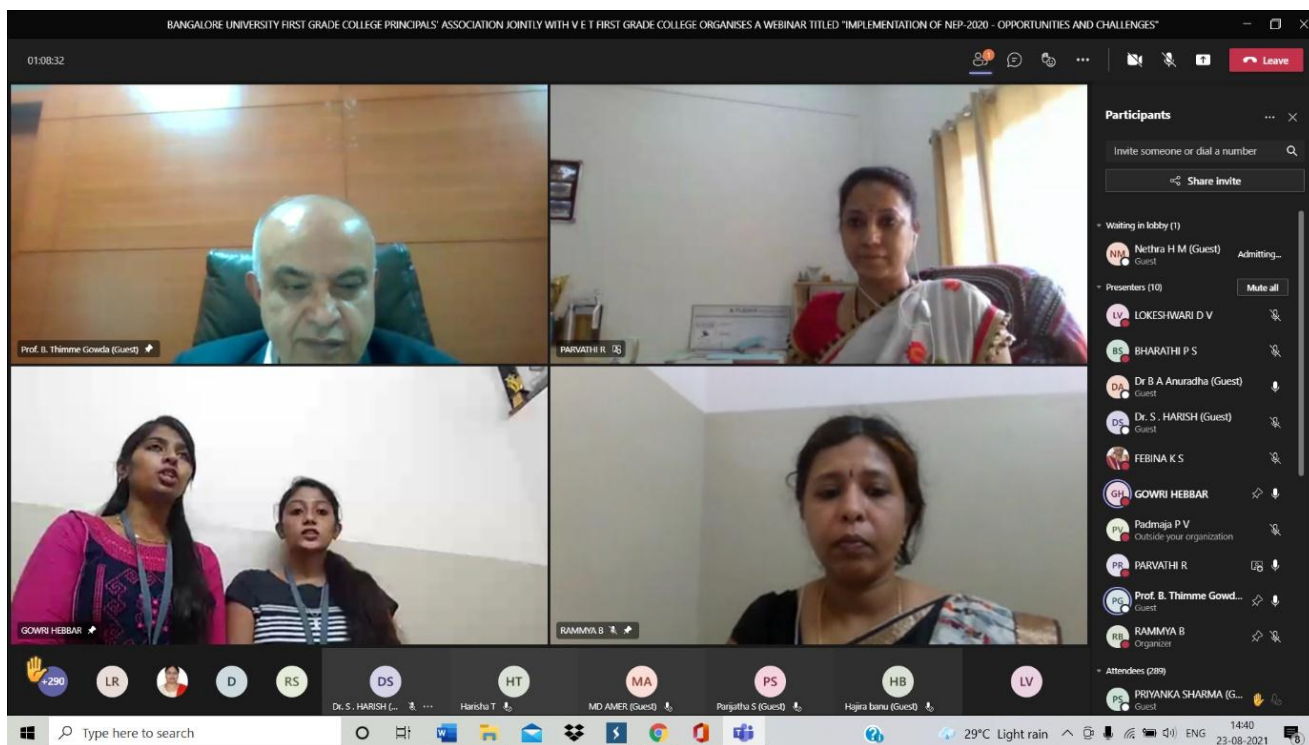 BANGALORE UNIVERSITY FIRST GRADE COLLEGE PRINCIPALS' ASSOCIATION JOINTLY WITH V E T FIRST GRADE COLLEGE ORGANISES A WEBINAR TITLED "IMPLEMENTATION OF NEP-2020 - OPPORTUNITIES AND CHALLENGES"
01:08:32
1
Leave
Prof. B. Thimme Gowda (Guest)
PARVATHI R
GOWRI HEBBAR
RAMMYA B
+290
LR
D
RS
DS
HT
MA
PS
HB
LV
Dr. S . HARISH (...
Harisha T
MD AMER (Guest)
Parijatha S (Guest)
Hajira banu (Guest)
Participants
Invite someone or dial a number
Share invite
Waiting in lobby (1)
NM
Nethra H M (Guest)
Admitting...
Guest
Presenters (10)
Mute all
LV
LOKESHWARI D V
BS
BHARATHI P S
DA
Dr B A Anuradha (Guest)
Guest
DS
Dr. S . HARISH (Guest)
Guest
FEBINA K S
GH
GOWRI HEBBAR
PV
Padmaja P V
Outside your organization
PR
PARVATHI R
PG
Prof. B. Thimme Gowd...
Guest
RB
RAMMYA B
Organizer
Attendees (289)
PS
PRIYANKA SHARMA (G...
Guest
Type here to search
29°C Light rain
ENG
14:40
23-08-2021
8